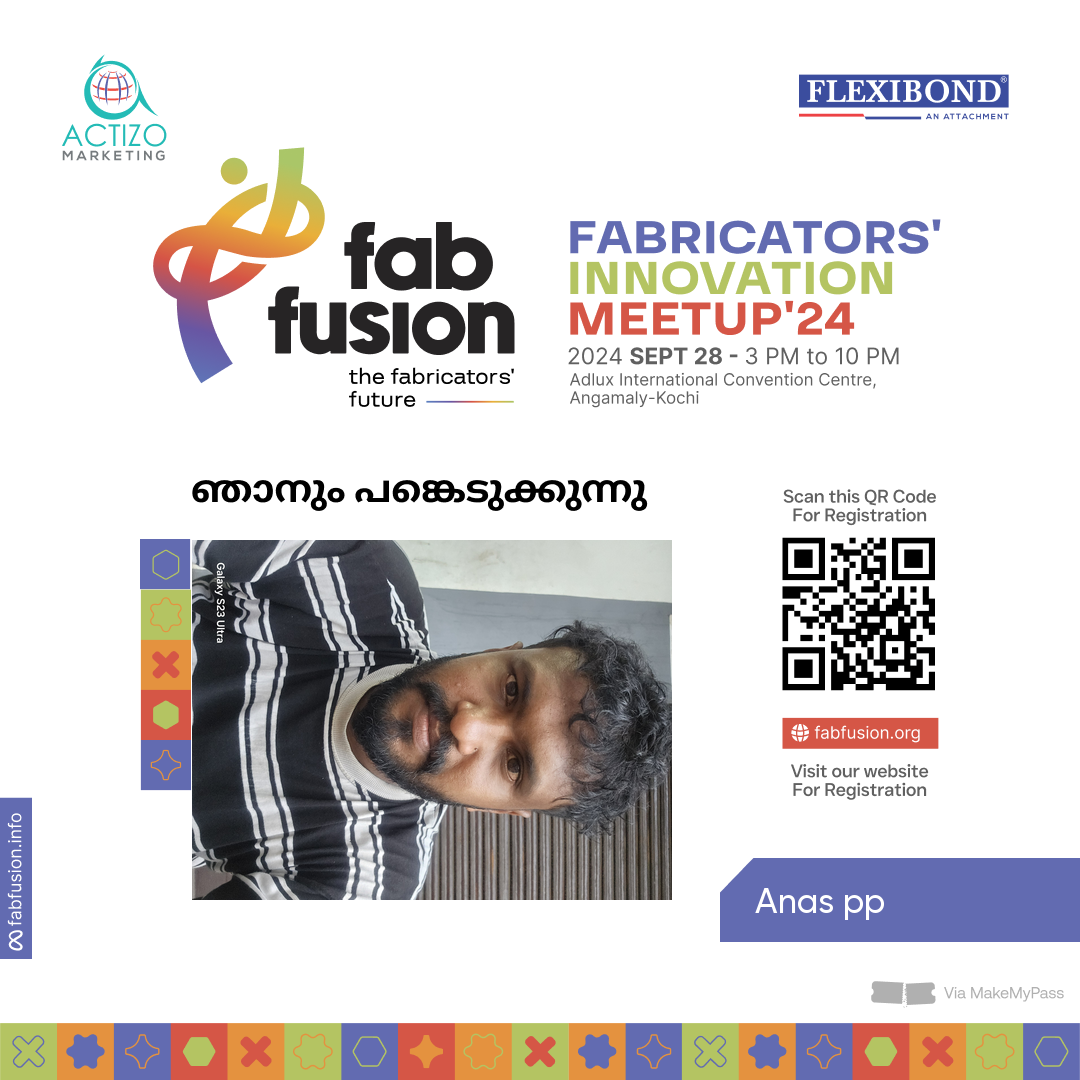 ACTIZO
MARKETING
FLEXIBOND®
AN ATTACHMENT
fab
fusion
the fabricators'
future
FABRICATORS'
INNOVATION
MEETUP'24
2024 SEPT 28 - 3 PM to 10 PM
Adlux International Convention Centre,
Angamaly-Kochi
ഞാനും പങ്കെടുക്കുന്നു
Galaxy S23 Ultra
Scan this QR Code
For Registration
fabfusion.org
Visit our website
For Registration
fabfusion.info
Anas pp
Via MakeMyPass